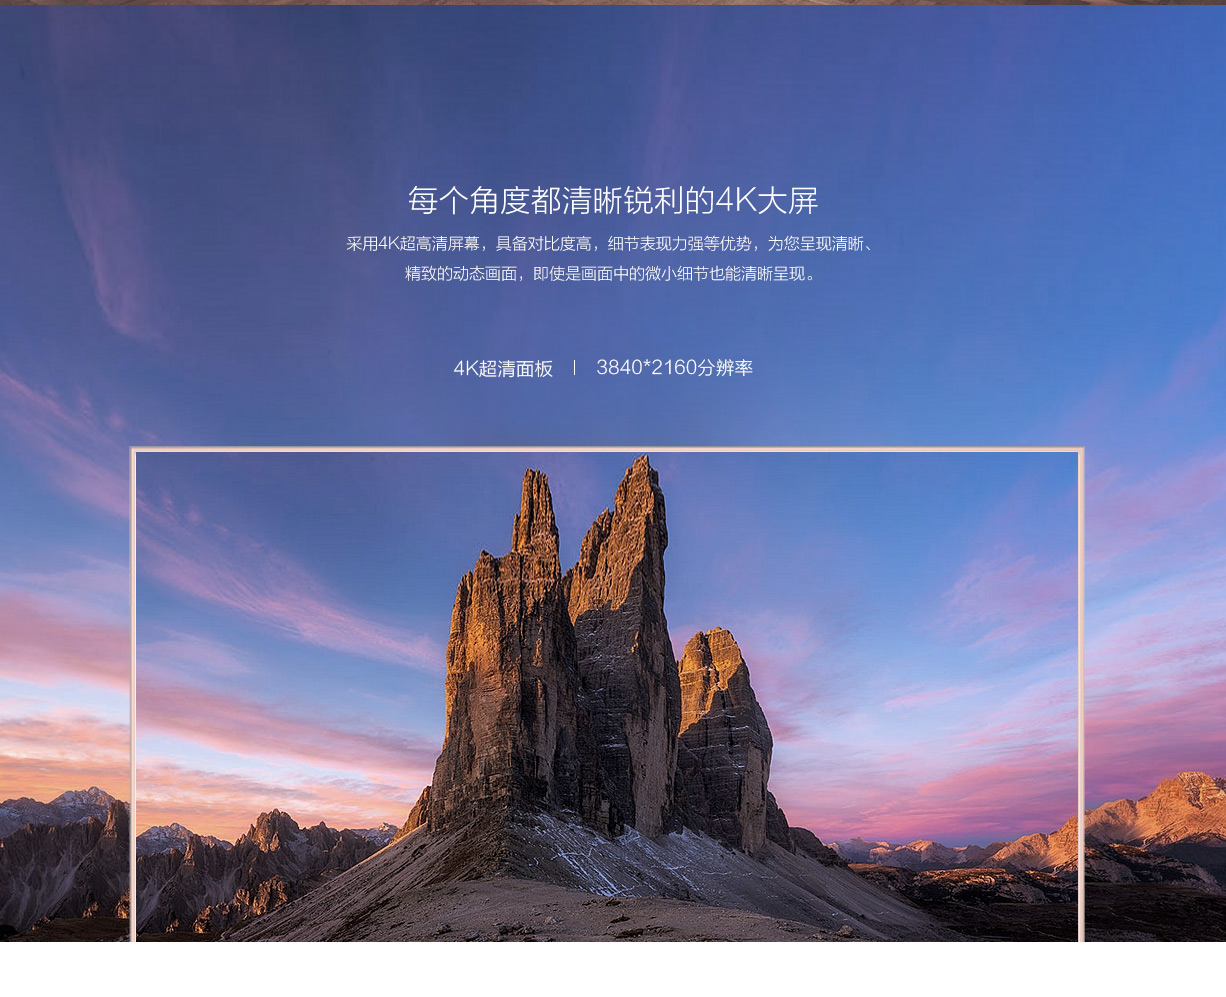 每个角度都清晰锐利的4K大屏
采用4K超高清屏幕，具备对比度高，细节表现力强等优势，为您呈现清晰、
精致的动态画面，即使是画面中的微小细节也能清晰呈现。
4K超清面板 | 3840*2160分辨率